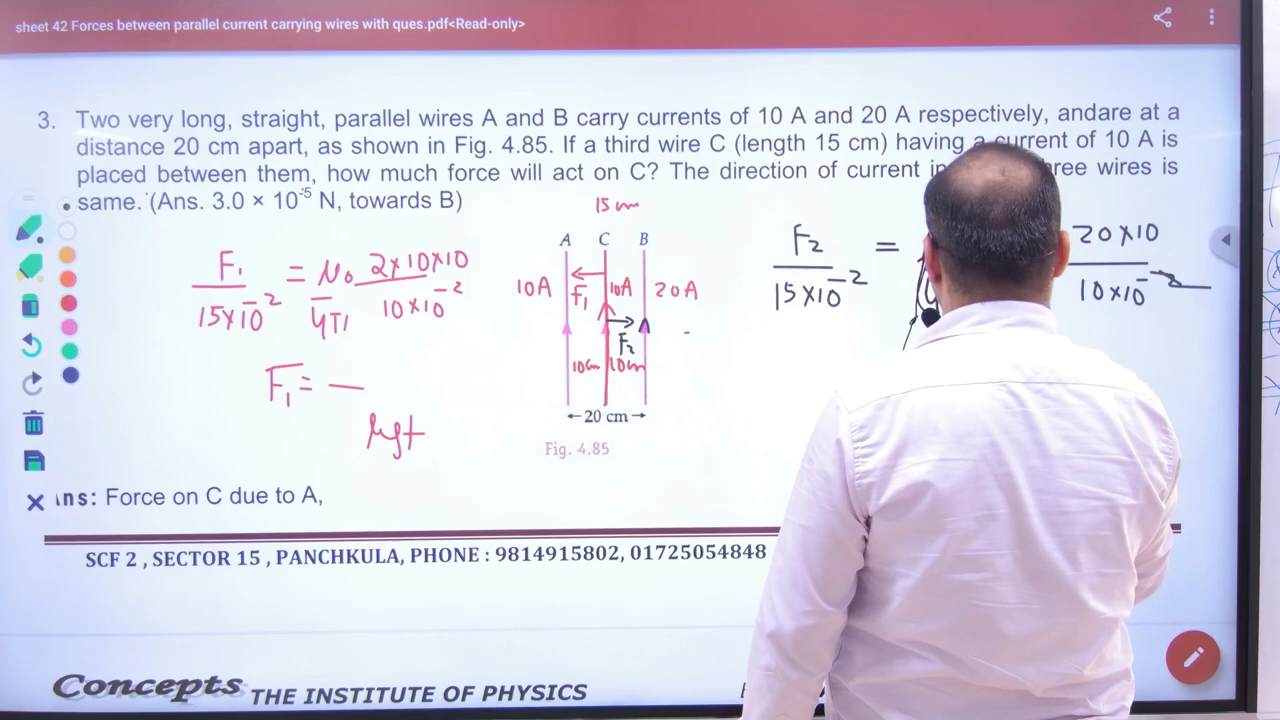 sheet 42 Forces between parallel current carrying wires with ques.pdf<Read-only>
3. Two very long, straight, parallel wires A and B carry currents of 10 A and 20 A respectively, andare at a
distance 20 cm apart, as shown in Fig. 4.85. If a third wire C (length 15 cm) having a current of 10 A is
placed between them, how much force will act on C? The direction of current in ree wires is
same. (Ans. 3.0 × 10⁻⁵ N, towards B)
15 cm
A C B
F₁ / 15×10⁻² = μ₀/4π 2×10×10 / 10×10⁻²
10A F₁ 10A 20A
F₂
10cm 10cm
← 20 cm →
Fig. 4.85
F₂ / 15×10⁻² = 20×10 / 10×10⁻²
F₁ = —
ns: Force on C due to A,
SCF 2 , SECTOR 15 , PANCHKULA, PHONE : 9814915802, 01725054848
Concepts THE INSTITUTE OF PHYSICS